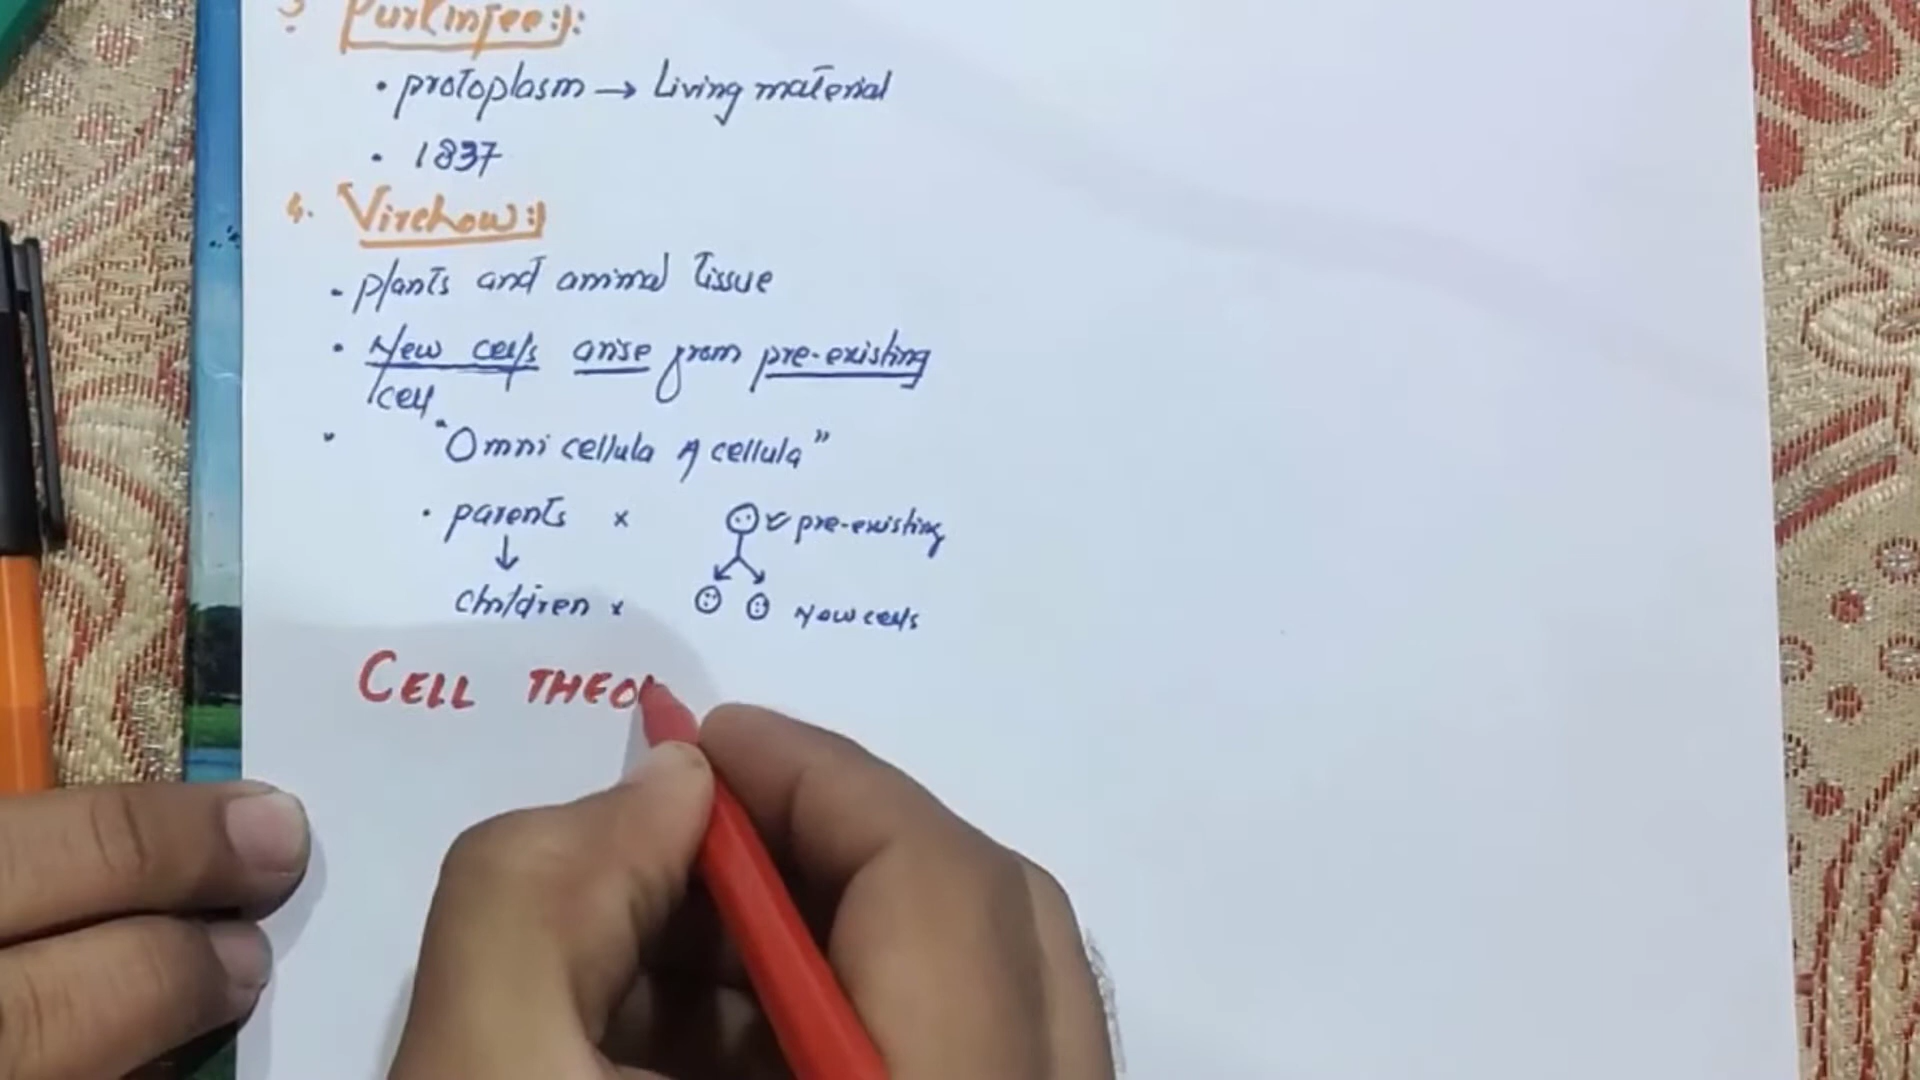 3. Purkinjee:
• protoplasm → Living material
• 1837
4. Virchow:
• plants and animal tissue
• New cells arise from pre-existing
cell
• "Omni cellula A cellula"
• parents × pre-existing
↓
children × New cells
CELL THEO